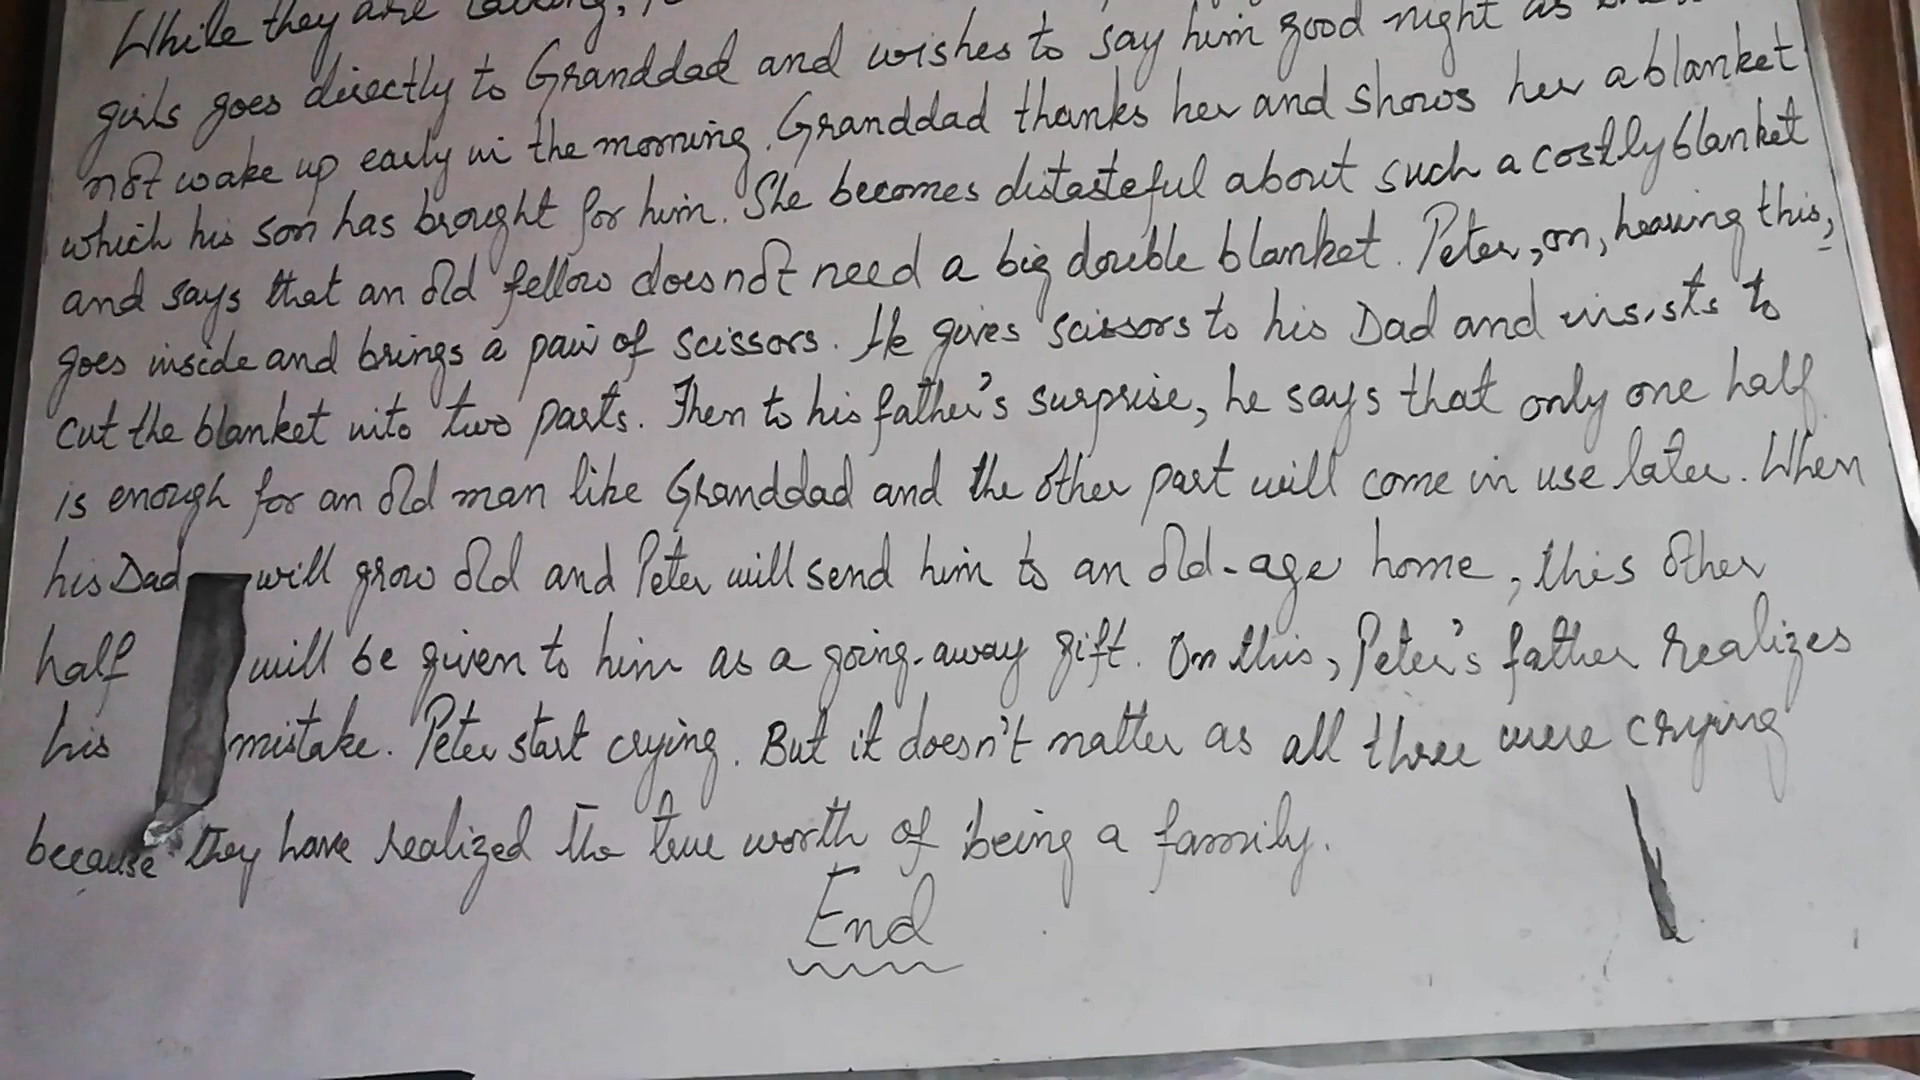 While they are talking,
girls goes directly to Granddad and wishes to say him good night as
not wake up early in the morning. Granddad thanks her and shows her a blanket
which his son has brought for him. She becomes distasteful about such a costly blanket
and says that an old fellow does not need a big double blanket. Peter, on, hearing this,
goes inside and brings a pair of scissors. He gives scissors to his Dad and insists to
cut the blanket into two parts. Then to his father's surprise, he says that only one half
is enough for an old man like Granddad and the other part will come in use later. When
his Dad will grow old and Peter will send him to an old-age home, this other
half will be given to him as a going-away gift. On this, Peter's father realizes
his mistake. Peter start crying. But it doesn't matter as all three were crying
because they have realized the true worth of being a family.
End